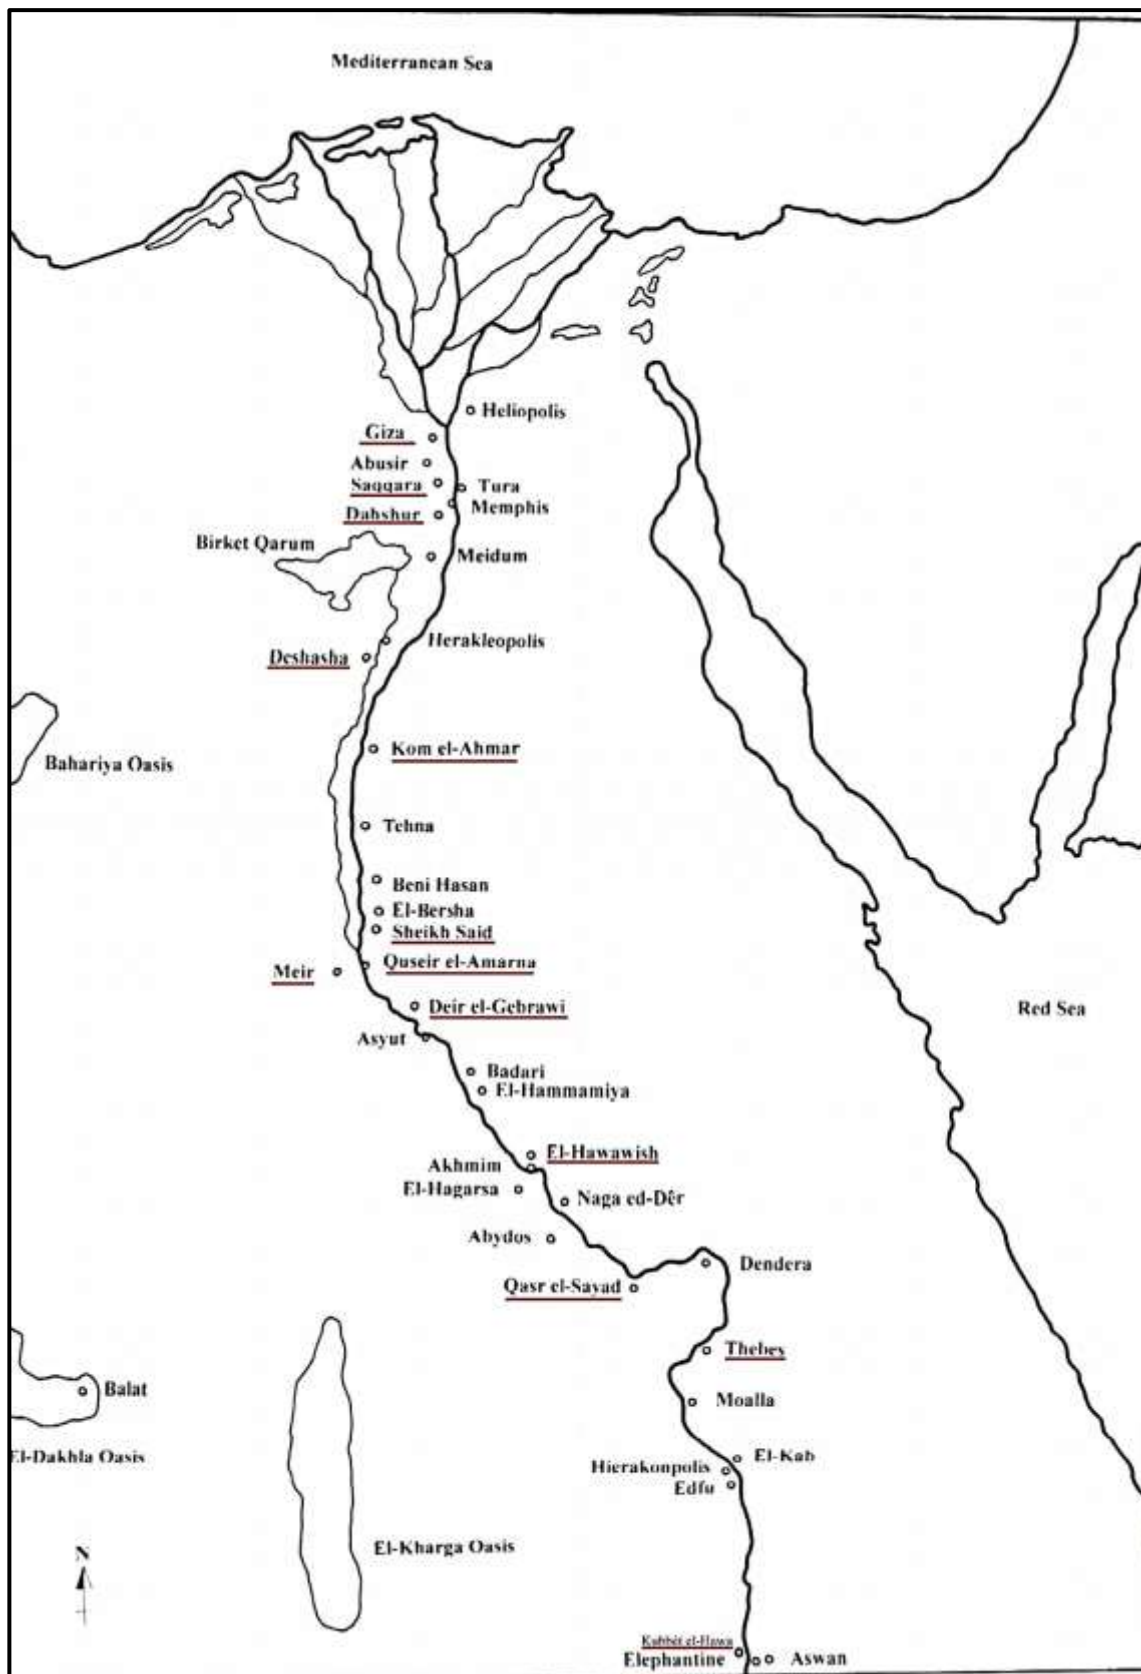 Mediterranean Sea
Heliopolis
Giza
Abusir
Saqqara
Tura
Memphis
Dahshur
Birket Qarum
Meidum
Herakleopolis
Deshasha
Kom el-Ahmar
Bahariya Oasis
Tehna
Beni Hasan
El-Bersha
Sheikh Said
Quseir el-Amarna
Meir
Deir el-Gebrawi
Red Sea
Asyut
Badari
El-Hammamiya
El-Hawawish
Akhmim
El-Hagarsa
Naga ed-Dêr
Abydos
Dendera
Qasr el-Sayad
Thebes
Balat
Moalla
El-Dakhla Oasis
El-Kab
Hierakonpolis
Edfu
El-Kharga Oasis
N
Kubbét el-Hawa
Elephantine
Aswan